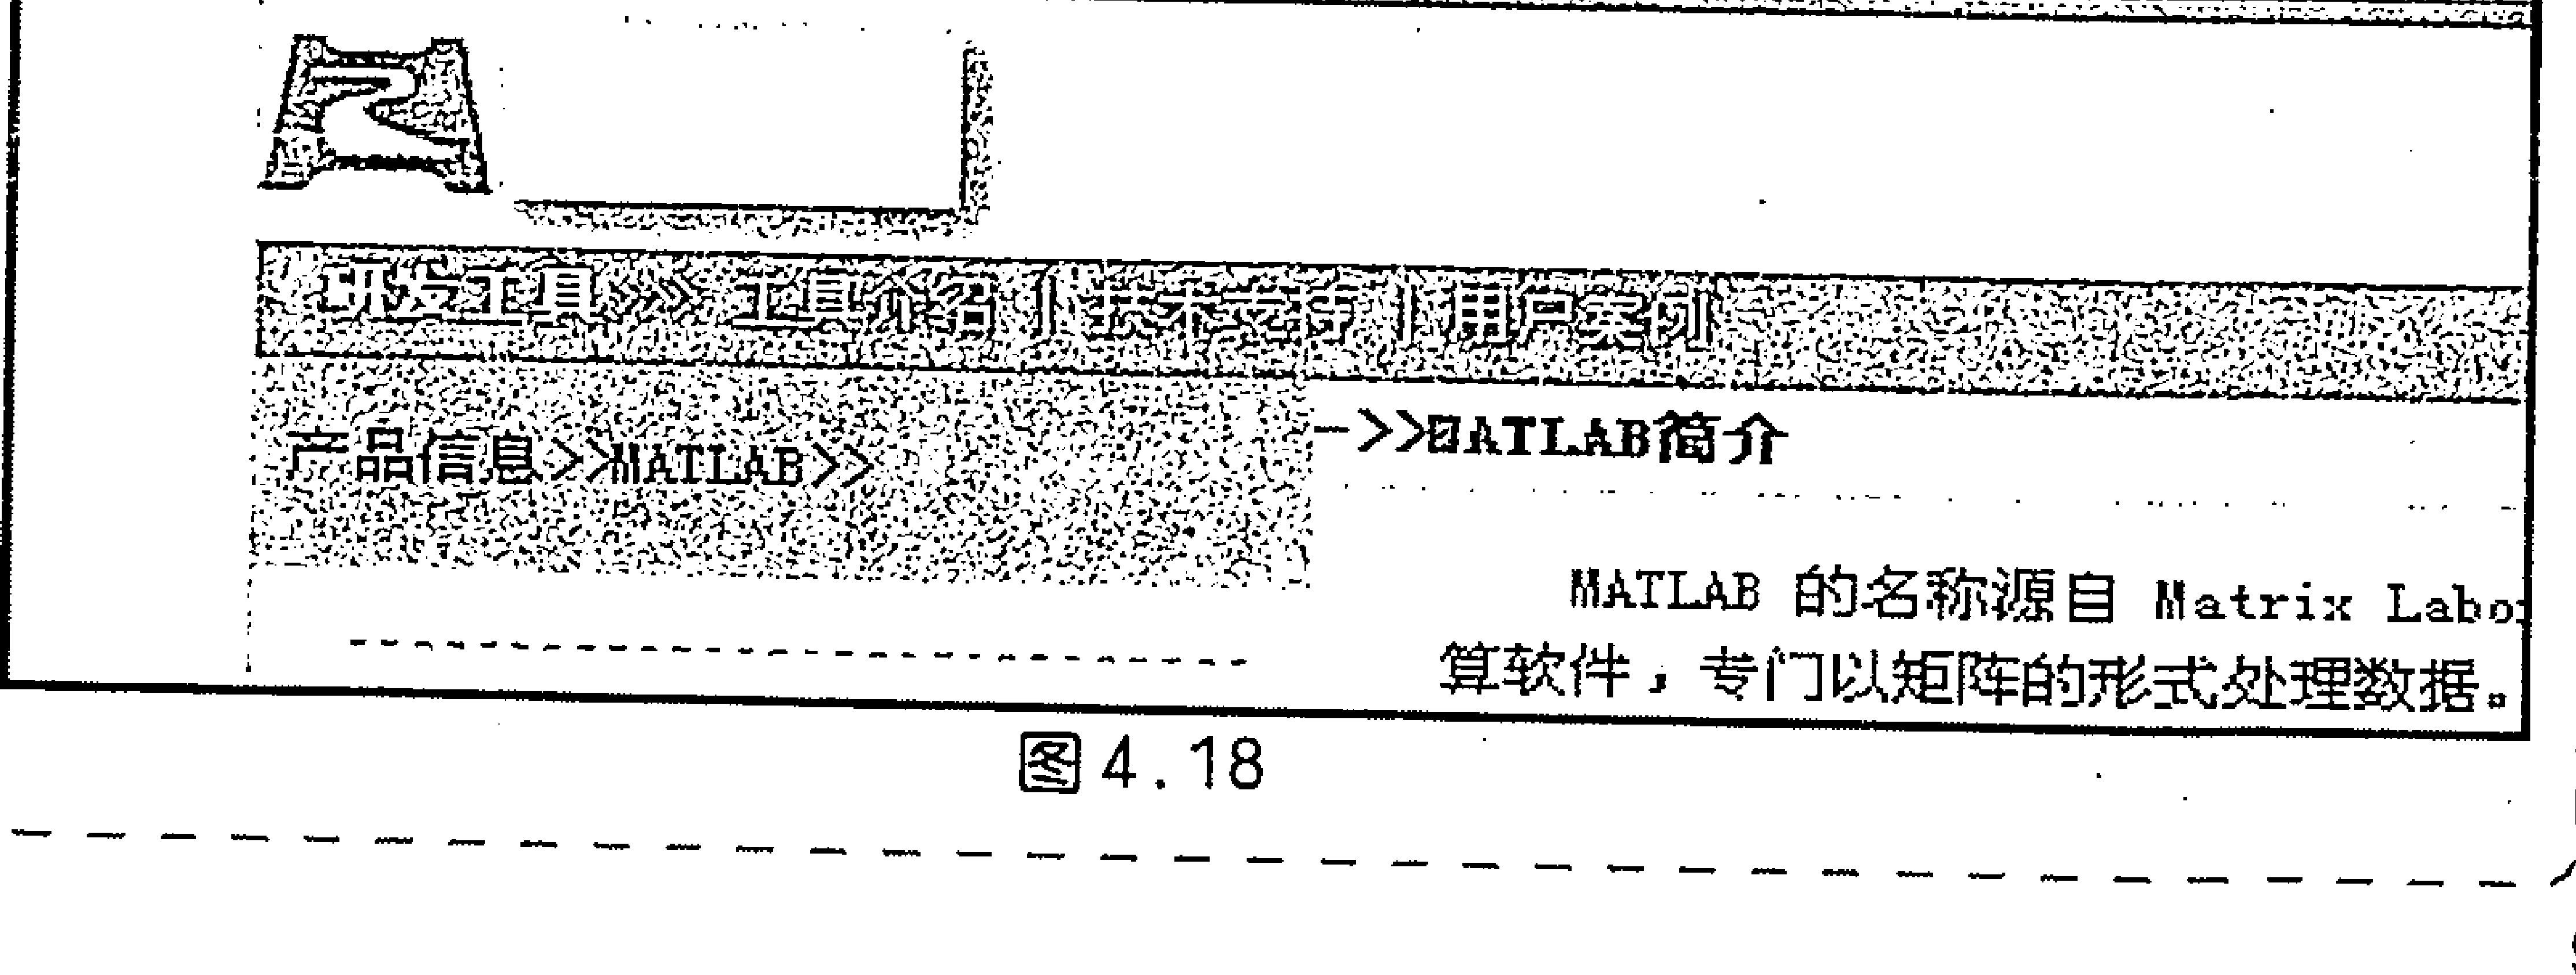 研发工具>> 工具介绍 | 技术支持 | 用户案例
->>MATLAB简介
产品信息>>MATLAB>>
MATLAB 的名称源自 Matrix Labo
算软件，专门以矩阵的形式处理数据。
图4.18